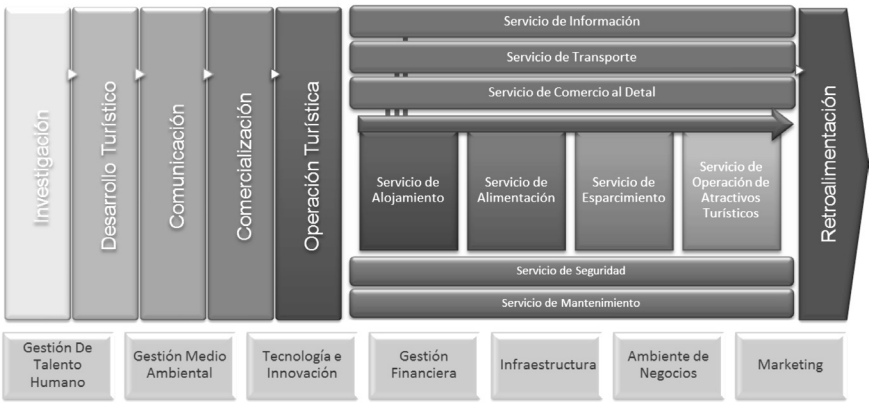 Investigación
Desarrollo Turístico
Comunicación
Comercialización
Operación Turística
Servicio de Información
Servicio de Transporte
Servicio de Comercio al Detal
Servicio de
Alojamiento
Servicio de
Alimentación
Servicio de
Esparcimiento
Servicio de
Operación de
Atractivos
Turísticos
Servicio de Seguridad
Servicio de Mantenimiento
Retroalimentación
Gestión De
Talento
Humano
Gestión Medio
Ambiental
Tecnología e
Innovación
Gestión
Financiera
Infraestructura
Ambiente de
Negocios
Marketing